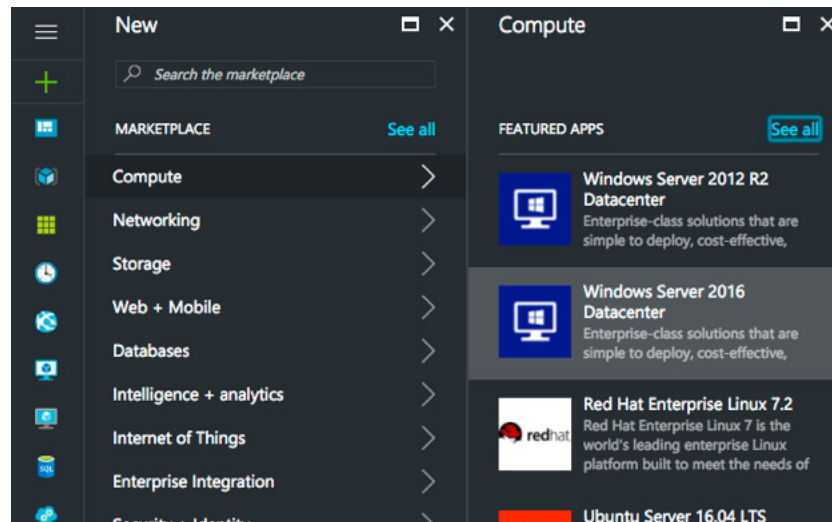 New
Search the marketplace
MARKETPLACE See all
Compute
Networking
Storage
Web + Mobile
Databases
Intelligence + analytics
Internet of Things
Enterprise Integration
Security + Identity
Compute
FEATURED APPS See all
Windows Server 2012 R2
Datacenter
Enterprise-class solutions that are
simple to deploy, cost-effective,
Windows Server 2016
Datacenter
Enterprise-class solutions that are
simple to deploy, cost-effective,
redhat
Red Hat Enterprise Linux 7.2
Red Hat Enterprise Linux 7 is the
world's leading enterprise Linux
platform built to meet the needs of
Ubuntu Server 16.04 LTS
SQL